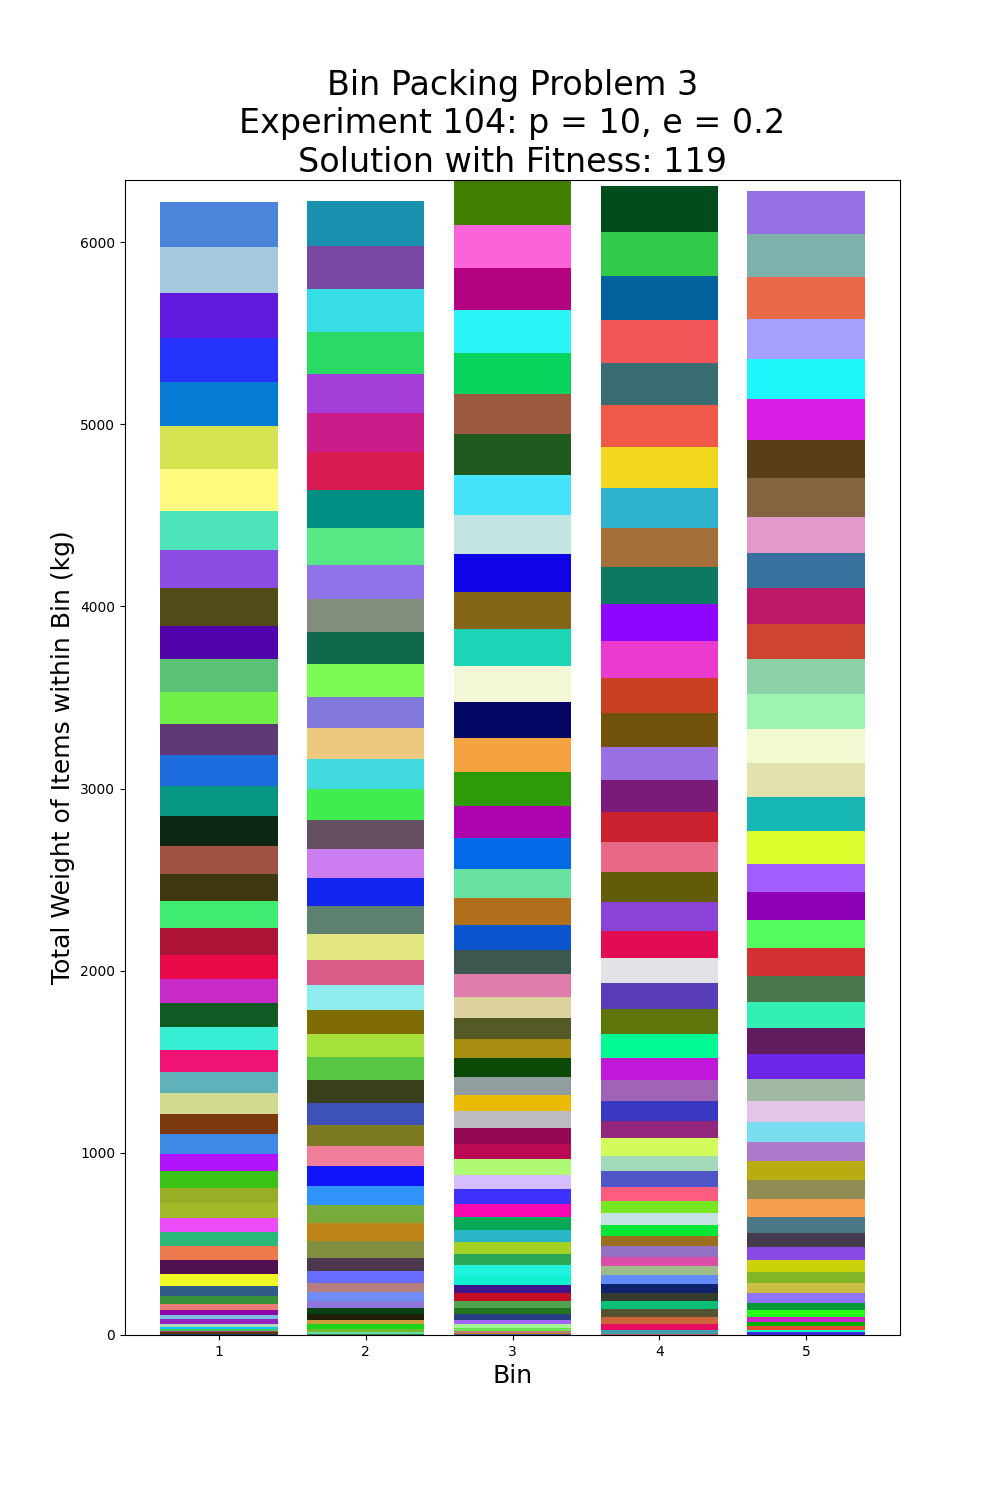 Bin Packing Problem 3
Experiment 104: p = 10, e = 0.2
Solution with Fitness: 119
Total Weight of Items within Bin (kg)
6000
5000
4000
3000
2000
1000
0
1 2 3 4 5
Bin